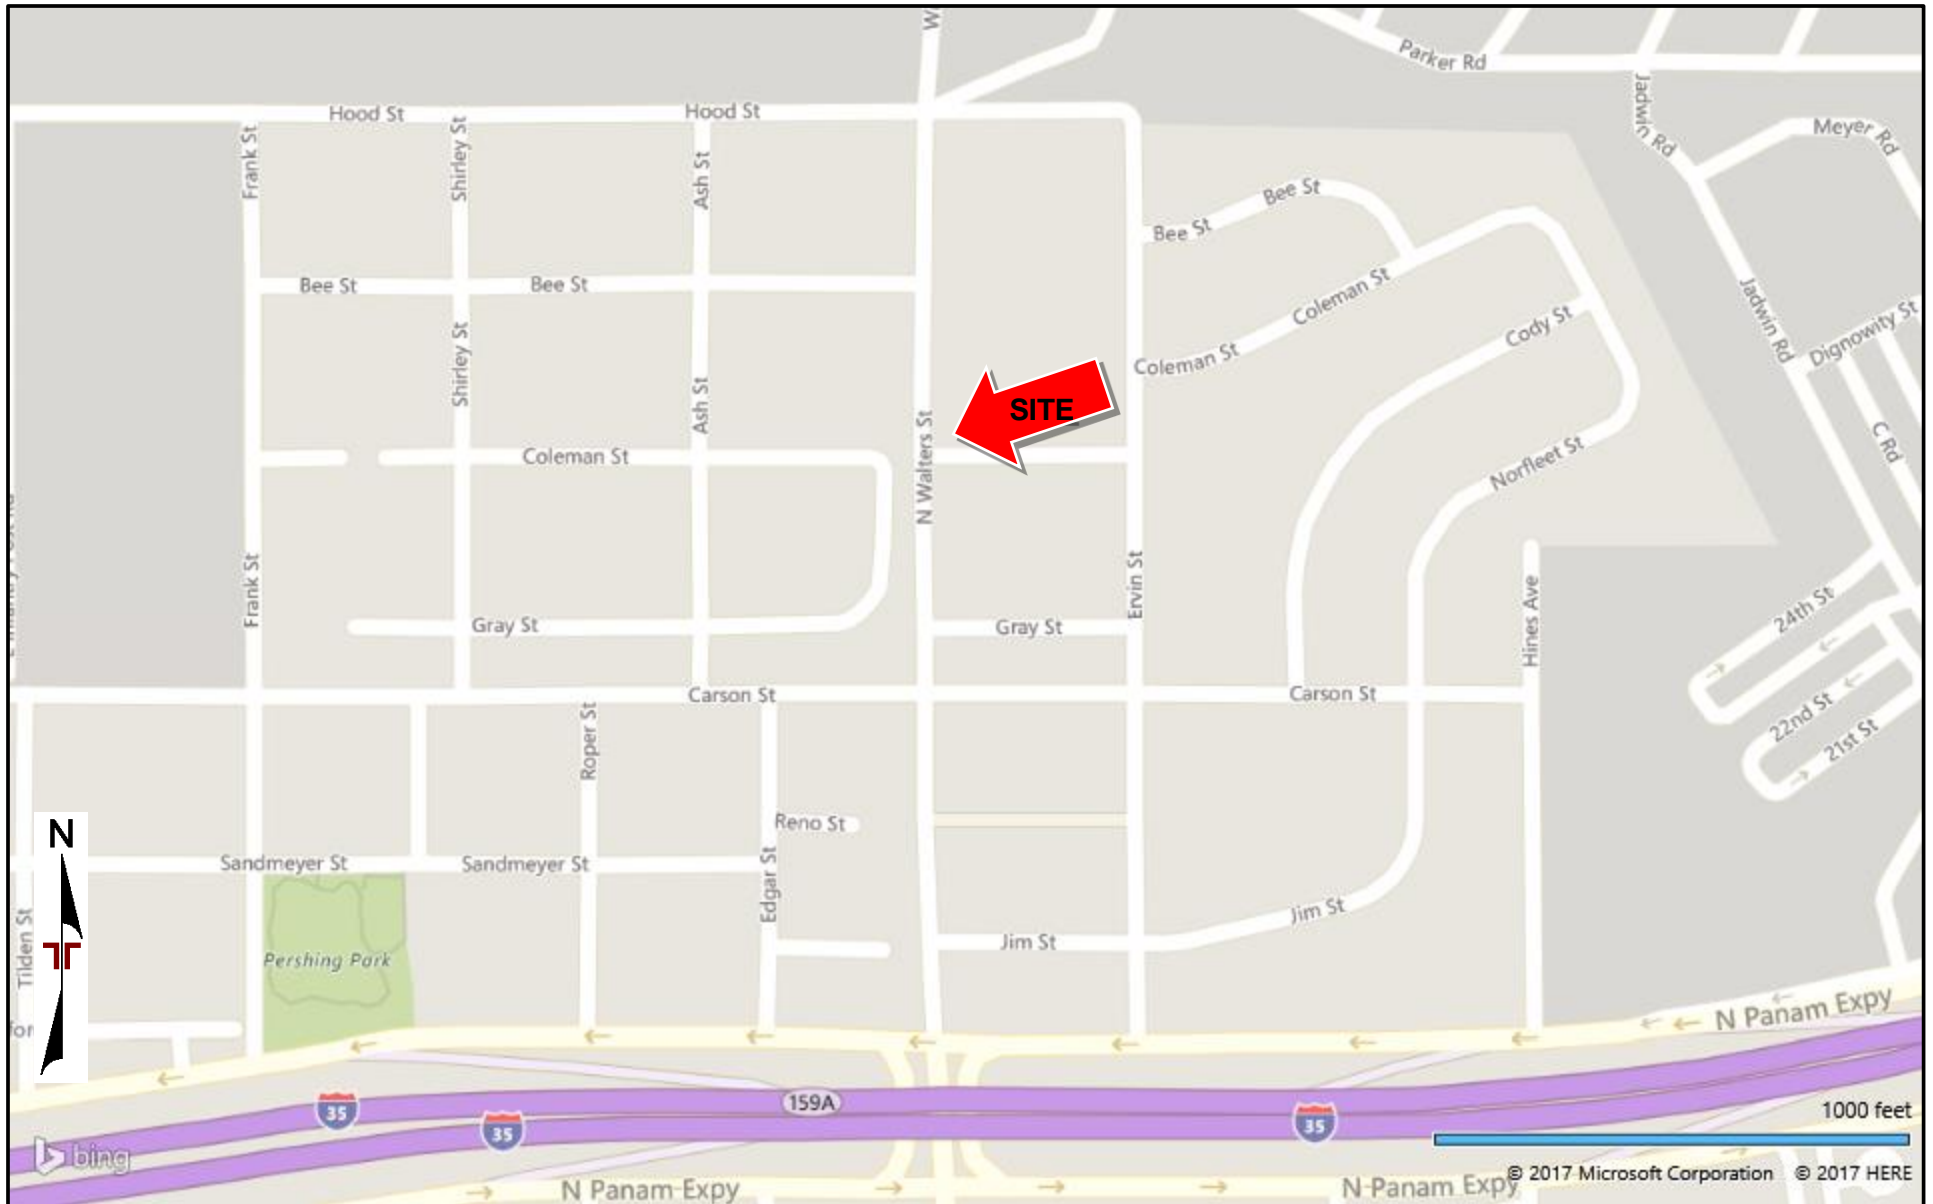 W
Parker Rd
Hood St
Hood St
Jadwin Rd
Meyer Rd
Frank St
Shirley St
Ash St
Bee St
Bee St
Bee St
Bee St
Coleman St
Jadwin Rd
Dignowity St
Cody St
Shirley St
Coleman St
Ash St
SITE
N Walters St
C Rd
Coleman St
Norfleet St
Frank St
Ervin St
Hines Ave
24th St
Gray St
Gray St
Carson St
Carson St
22nd St
21st St
Roper St
Reno St
N
Sandmeyer St
Sandmeyer St
Edgar St
Tilden St
Jim St
Jim St
Pershing Park
for
N Panam Expy
159A
35
35
35
1000 feet
bing
© 2017 Microsoft Corporation © 2017 HERE
N Panam Expy
N Panam Expy